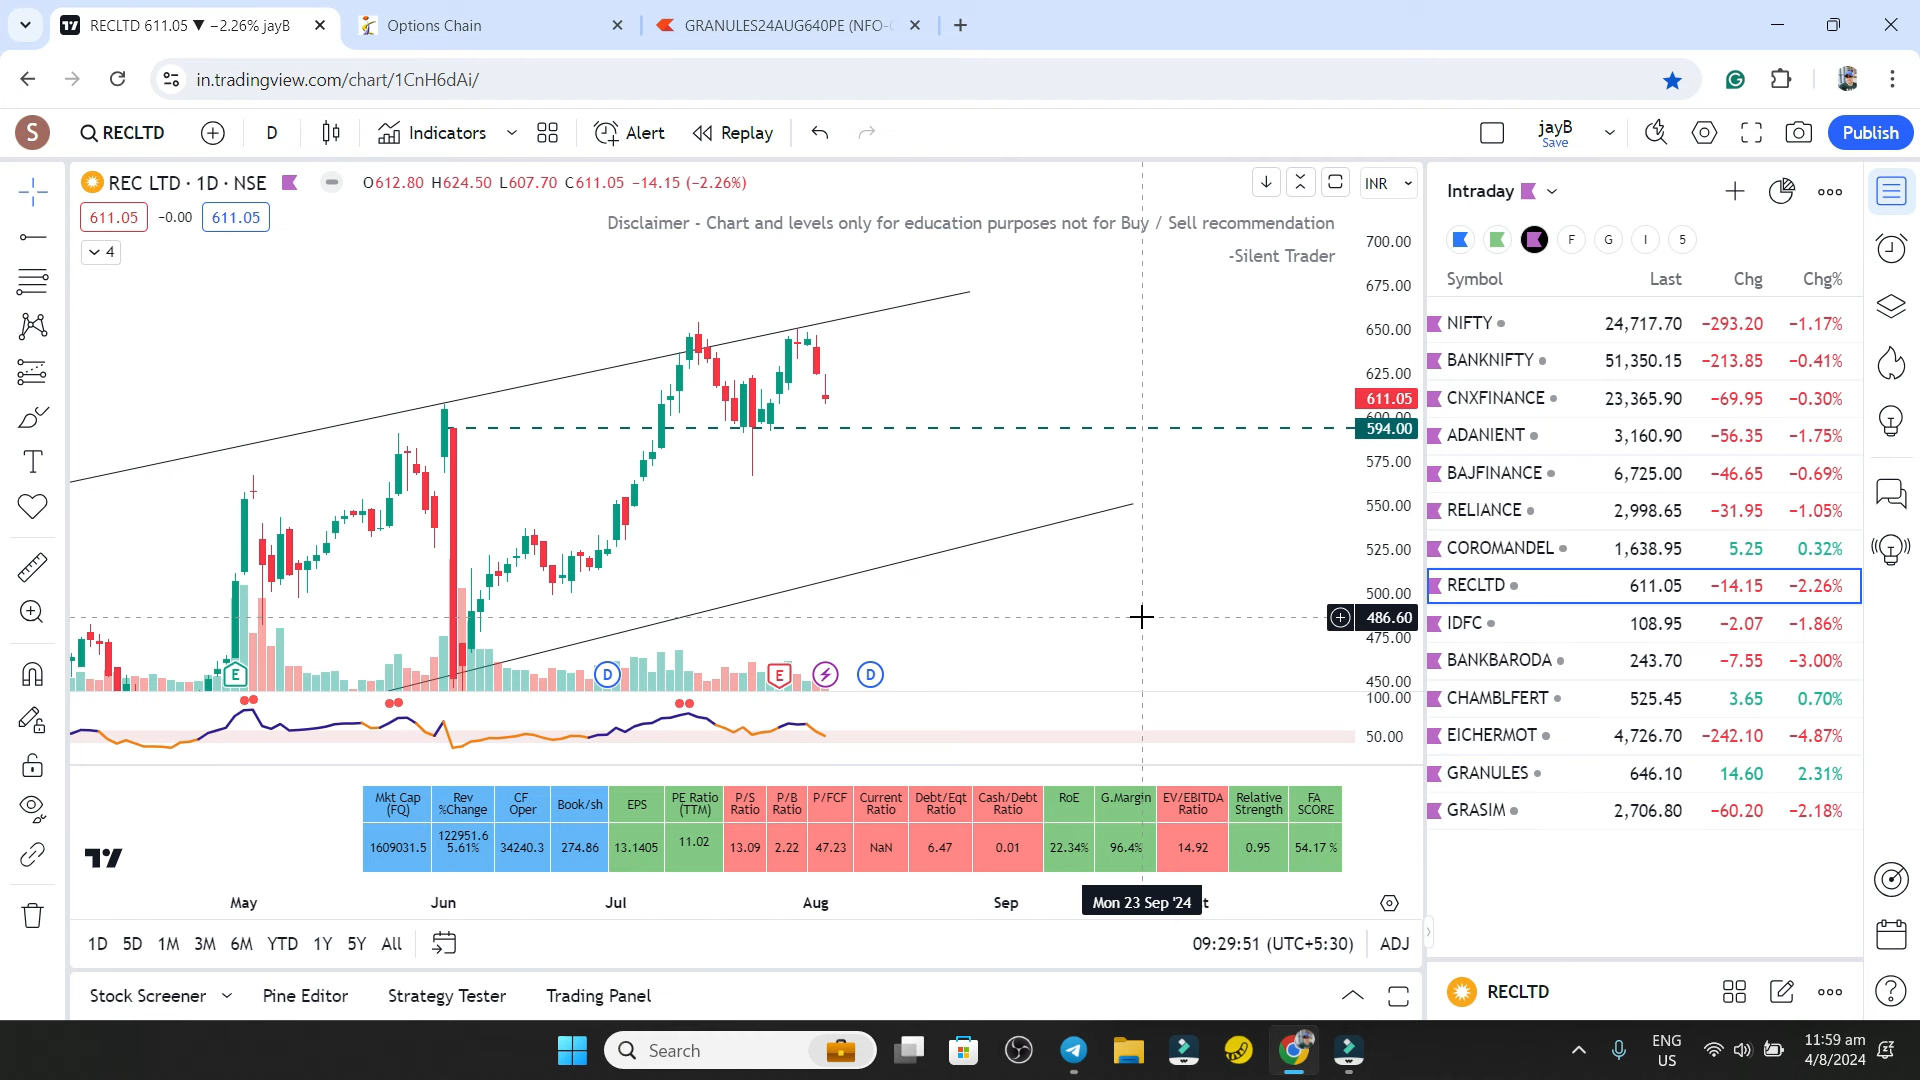 RECLTD 611.05 ▼ −2.26% jayB
Options Chain
GRANULES24AUG640PE (NFO-
in.tradingview.com/chart/1CnH6dAi/
S
RECLTD
D
Indicators
Alert
Replay
jayB
Save
Publish
REC LTD · 1D · NSE
O612.80 H624.50 L607.70 C611.05 −14.15 (−2.26%)
INR
611.05
−0.00
611.05
4
Disclaimer - Chart and levels only for education purposes not for Buy / Sell recommendation
-Silent Trader
700.00
675.00
650.00
625.00
611.05
600.00
594.00
575.00
550.00
525.00
500.00
486.60
475.00
450.00
100.00
50.00
E
D
E
D
Mkt Cap (FQ)
Rev %Change
CF Oper
Book/sh
EPS
PE Ratio (TTM)
P/S Ratio
P/B Ratio
P/FCF
Current Ratio
Debt/Eqt Ratio
Cash/Debt Ratio
RoE
G.Margin
EV/EBITDA Ratio
Relative Strength
FA SCORE
1609031.5
122951.6
5.61%
34240.3
274.86
13.1405
11.02
13.09
2.22
47.23
NaN
6.47
0.01
22.34%
96.4%
14.92
0.95
54.17 %
May
Jun
Jul
Aug
Sep
Mon 23 Sep '24
t
1D 5D 1M 3M 6M YTD 1Y 5Y All
09:29:51 (UTC+5:30)
ADJ
Stock Screener
Pine Editor
Strategy Tester
Trading Panel
Intraday
F
G
I
5
Symbol Last Chg Chg%
NIFTY 24,717.70 −293.20 −1.17%
BANKNIFTY 51,350.15 −213.85 −0.41%
CNXFINANCE 23,365.90 −69.95 −0.30%
ADANIENT 3,160.90 −56.35 −1.75%
BAJFINANCE 6,725.00 −46.65 −0.69%
RELIANCE 2,998.65 −31.95 −1.05%
COROMANDEL 1,638.95 5.25 0.32%
RECLTD 611.05 −14.15 −2.26%
IDFC 108.95 −2.07 −1.86%
BANKBARODA 243.70 −7.55 −3.00%
CHAMBLFERT 525.45 3.65 0.70%
EICHERMOT 4,726.70 −242.10 −4.87%
GRANULES 646.10 14.60 2.31%
GRASIM 2,706.80 −60.20 −2.18%
RECLTD
Search
ENG
US
11:59 am
4/8/2024